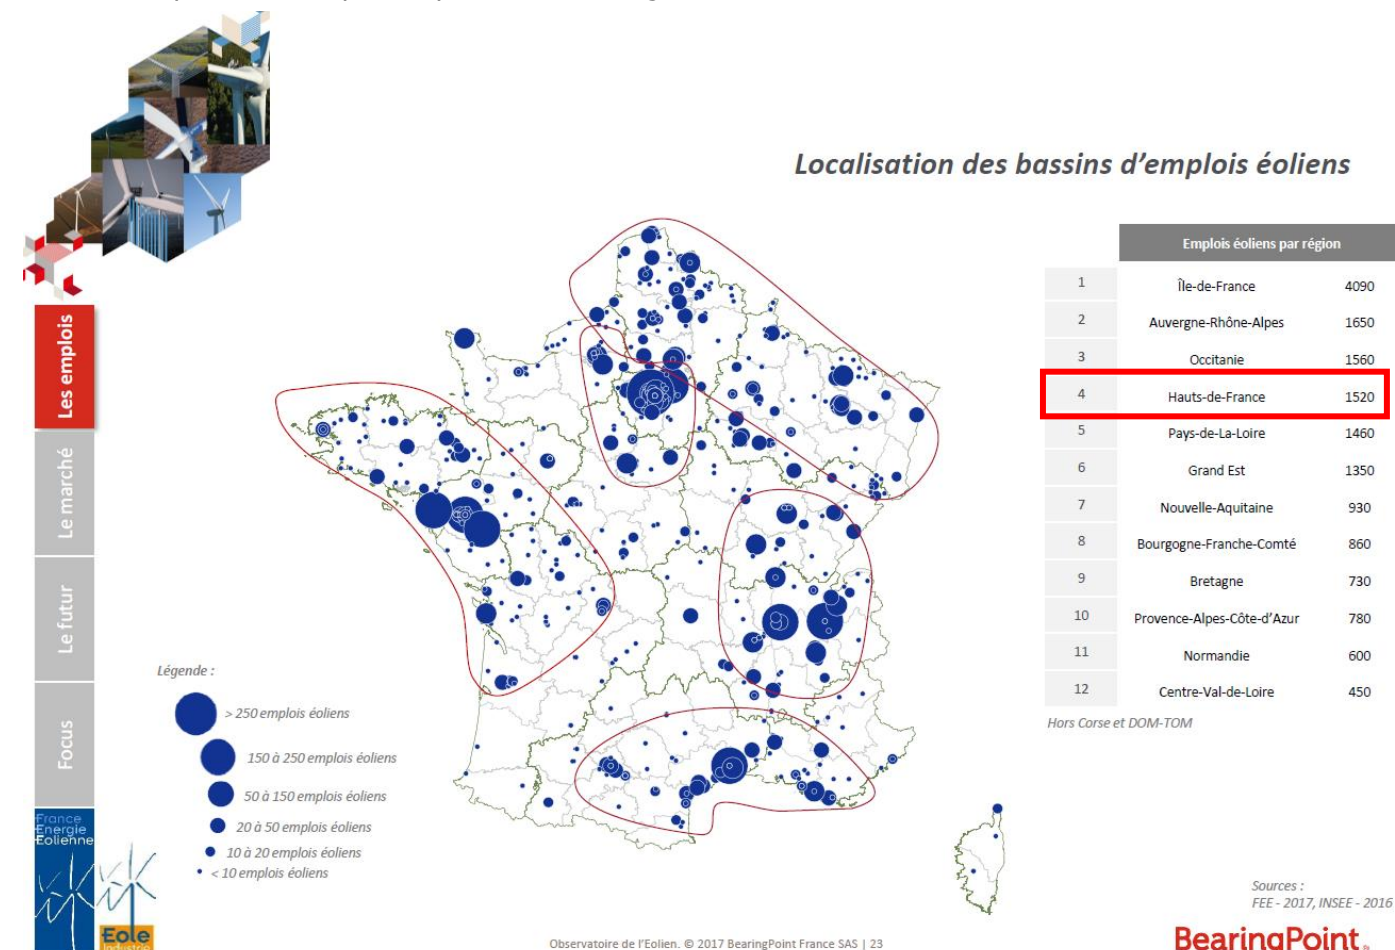 Localisation des bassins d'emplois éoliens
Emplois éoliens par région
1 Île-de-France 4090
2 Auvergne-Rhône-Alpes 1650
3 Occitanie 1560
4 Hauts-de-France 1520
5 Pays-de-La-Loire 1460
6 Grand Est 1350
7 Nouvelle-Aquitaine 930
8 Bourgogne-Franche-Comté 860
9 Bretagne 730
10 Provence-Alpes-Côte-d'Azur 780
11 Normandie 600
12 Centre-Val-de-Loire 450
Hors Corse et DOM-TOM
Les emplois
Le marché
Le futur
Focus
Légende :
> 250 emplois éoliens
150 à 250 emplois éoliens
50 à 150 emplois éoliens
20 à 50 emplois éoliens
10 à 20 emplois éoliens
< 10 emplois éoliens
France
Energie
Eolienne
Eole
Industrie
Sources :
FEE - 2017, INSEE - 2016
Observatoire de l'Eolien. © 2017 BearingPoint France SAS | 23
BearingPoint